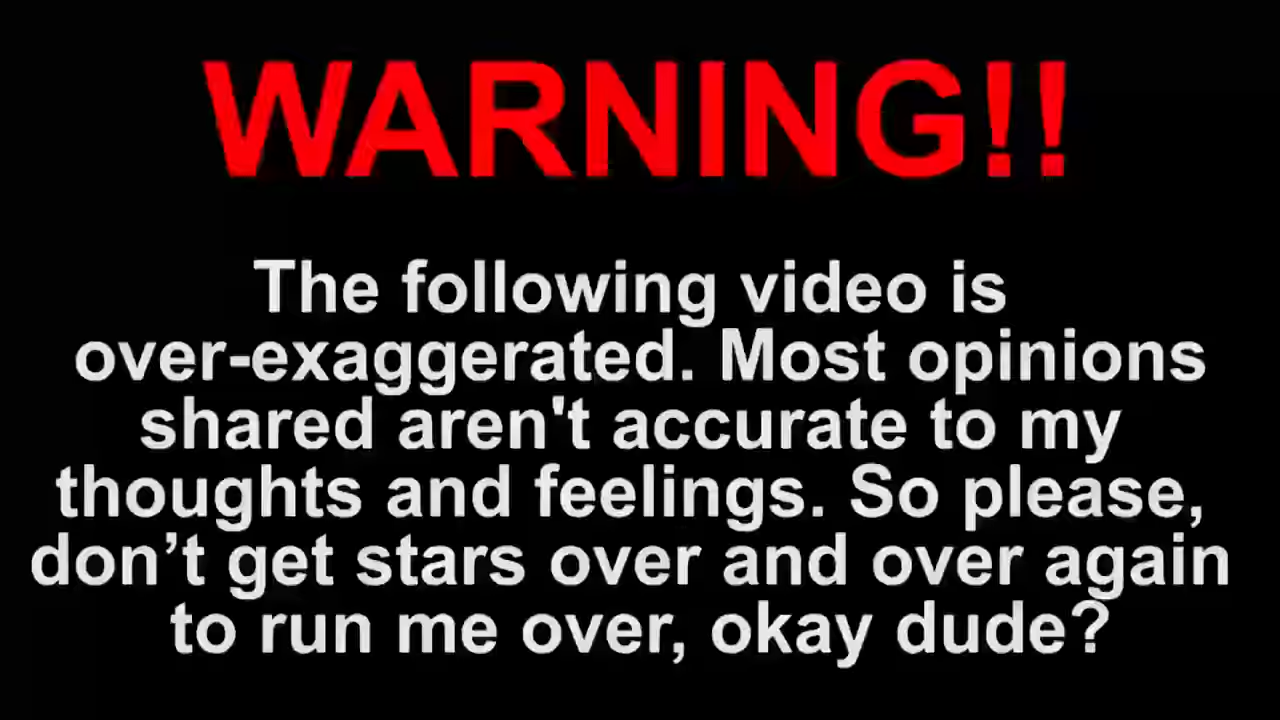 WARNING!!
The following video is
over-exaggerated. Most opinions
shared aren't accurate to my
thoughts and feelings. So please,
don’t get stars over and over again
to run me over, okay dude?